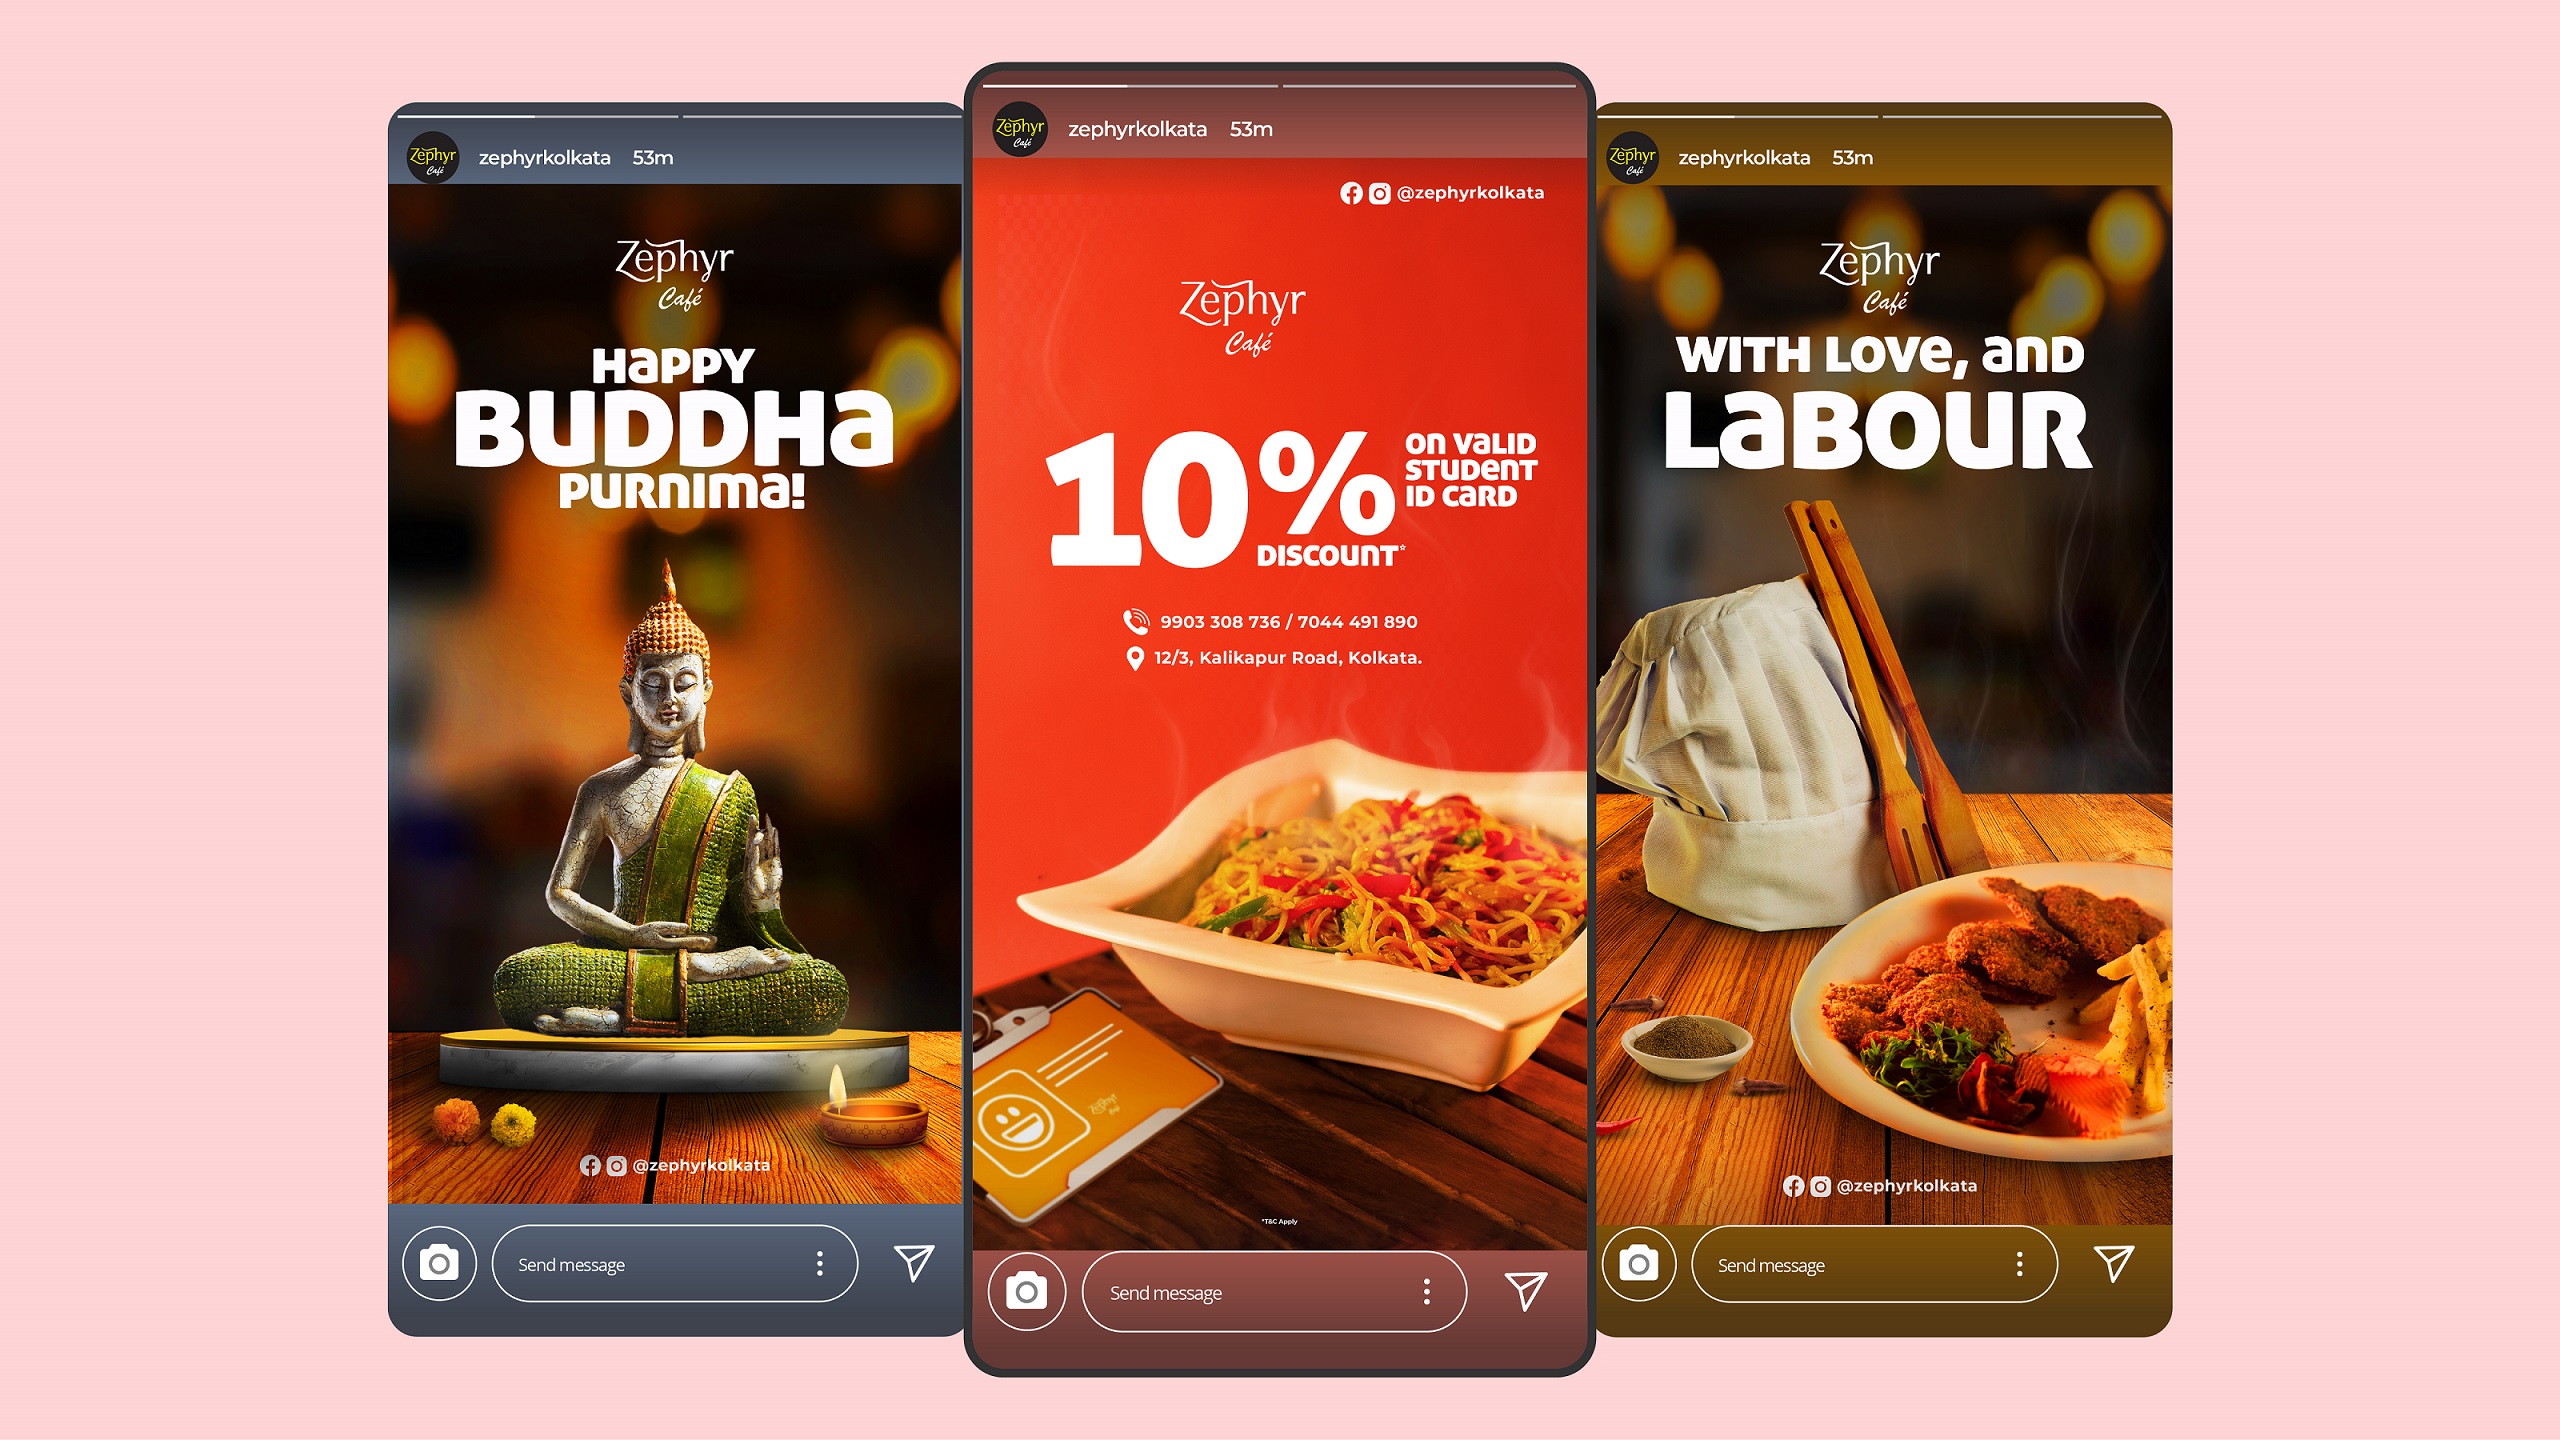 Zephyr
Café
zephyrkolkata 53m
Zephyr
Café
HaPPY
BUDDHa
PURnIma!
@zephyrkolkata
Send message
Zephyr
Café
zephyrkolkata 53m
@zephyrkolkata
Zephyr
Café
10%
On VaLID
STUDenT
ID CaRD
DISCOUnT*
9903 308 736 / 7044 491 890
12/3, Kalikapur Road, Kolkata.
Zephyr
Café
*T&C Apply
Send message
Zephyr
Café
zephyrkolkata 53m
Zephyr
Café
WITH LOVe, anD
LaBOUR
@zephyrkolkata
Send message